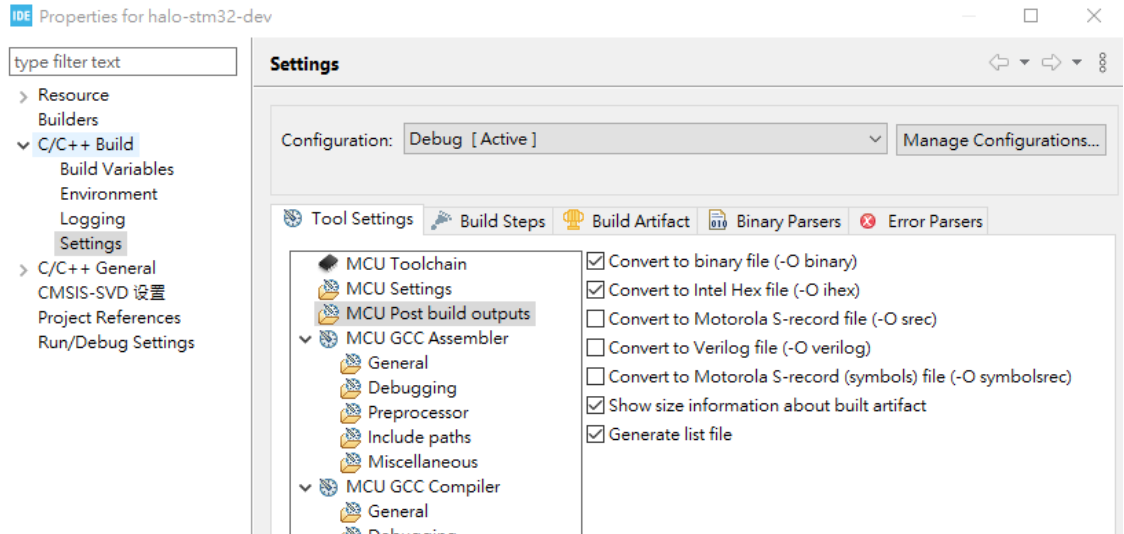 IDE Properties for halo-stm32-dev
type filter text
Resource
Builders
C/C++ Build
Build Variables
Environment
Logging
Settings
C/C++ General
CMSIS-SVD 设置
Project References
Run/Debug Settings
Settings
Configuration: Debug [ Active ] Manage Configurations...
Tool Settings Build Steps Build Artifact Binary Parsers Error Parsers
MCU Toolchain
MCU Settings
MCU Post build outputs
MCU GCC Assembler
General
Debugging
Preprocessor
Include paths
Miscellaneous
MCU GCC Compiler
General
Debugging
Convert to binary file (-O binary)
Convert to Intel Hex file (-O ihex)
Convert to Motorola S-record file (-O srec)
Convert to Verilog file (-O verilog)
Convert to Motorola S-record (symbols) file (-O symbolsrec)
Show size information about built artifact
Generate list file